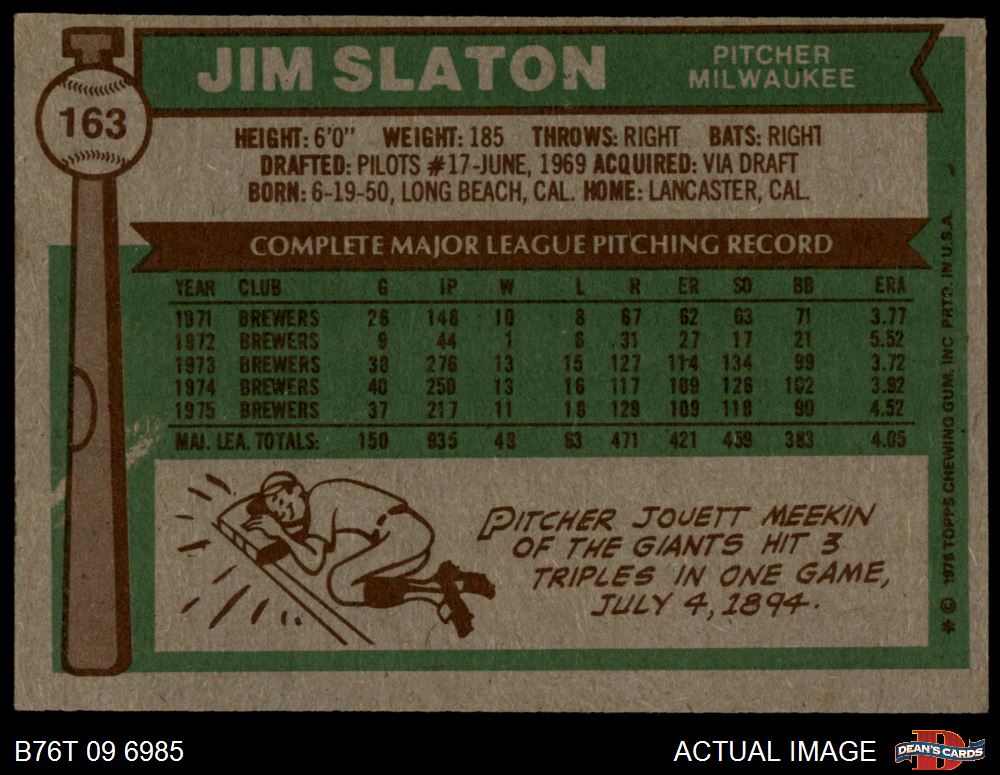 163
JIM SLATON
PITCHER
MILWAUKEE
HEIGHT: 6'0" WEIGHT: 185 THROWS: RIGHT BATS: RIGHT
DRAFTED: PILOTS #17-JUNE, 1969 ACQUIRED: VIA DRAFT
BORN: 6-19-50, LONG BEACH, CAL. HOME: LANCASTER, CAL.
COMPLETE MAJOR LEAGUE PITCHING RECORD
YEAR CLUB G IP W L R ER SO BB ERA
1971 BREWERS 26 148 10 8 67 62 63 71 3.77
1972 BREWERS 9 44 1 6 31 27 17 21 5.52
1973 BREWERS 38 276 13 15 127 114 134 99 3.72
1974 BREWERS 40 250 13 16 117 109 126 102 3.92
1975 BREWERS 37 217 11 18 129 109 119 90 4.52
MAJ. LEA. TOTALS: 150 935 48 63 471 421 459 383 4.05
PITCHER JOUETT MEEKIN
OF THE GIANTS HIT 3
TRIPLES IN ONE GAME,
JULY 4, 1894.
* © 1976 TOPPS CHEWING GUM, INC PRTD. IN U.S.A.
B76T 09 6985
ACTUAL IMAGE
D
DEAN'S CARDS